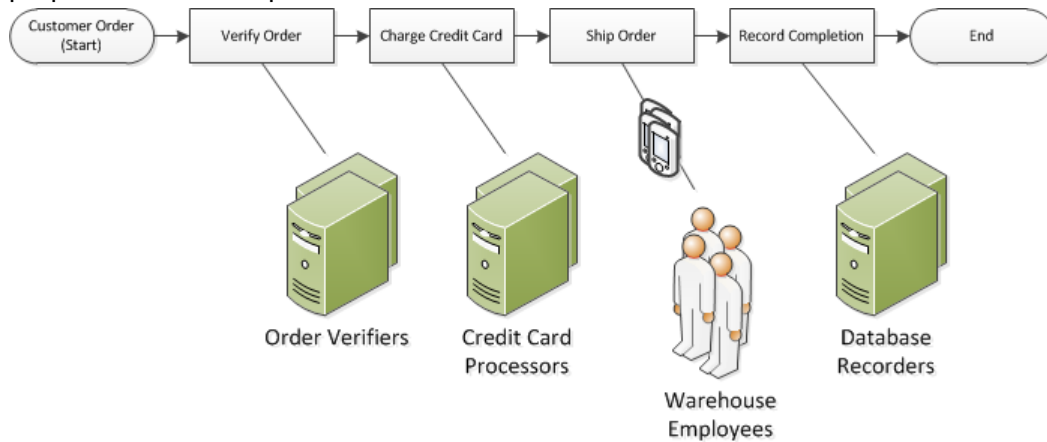 Customer Order
(Start)
Verify Order
Charge Credit Card
Ship Order
Record Completion
End
Order Verifiers
Credit Card
Processors
Warehouse
Employees
Database
Recorders